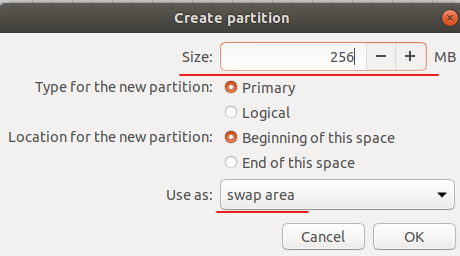 Create partition
Size: 256 MB
Type for the new partition: Primary
Logical
Location for the new partition: Beginning of this space
End of this space
Use as: swap area
Cancel OK